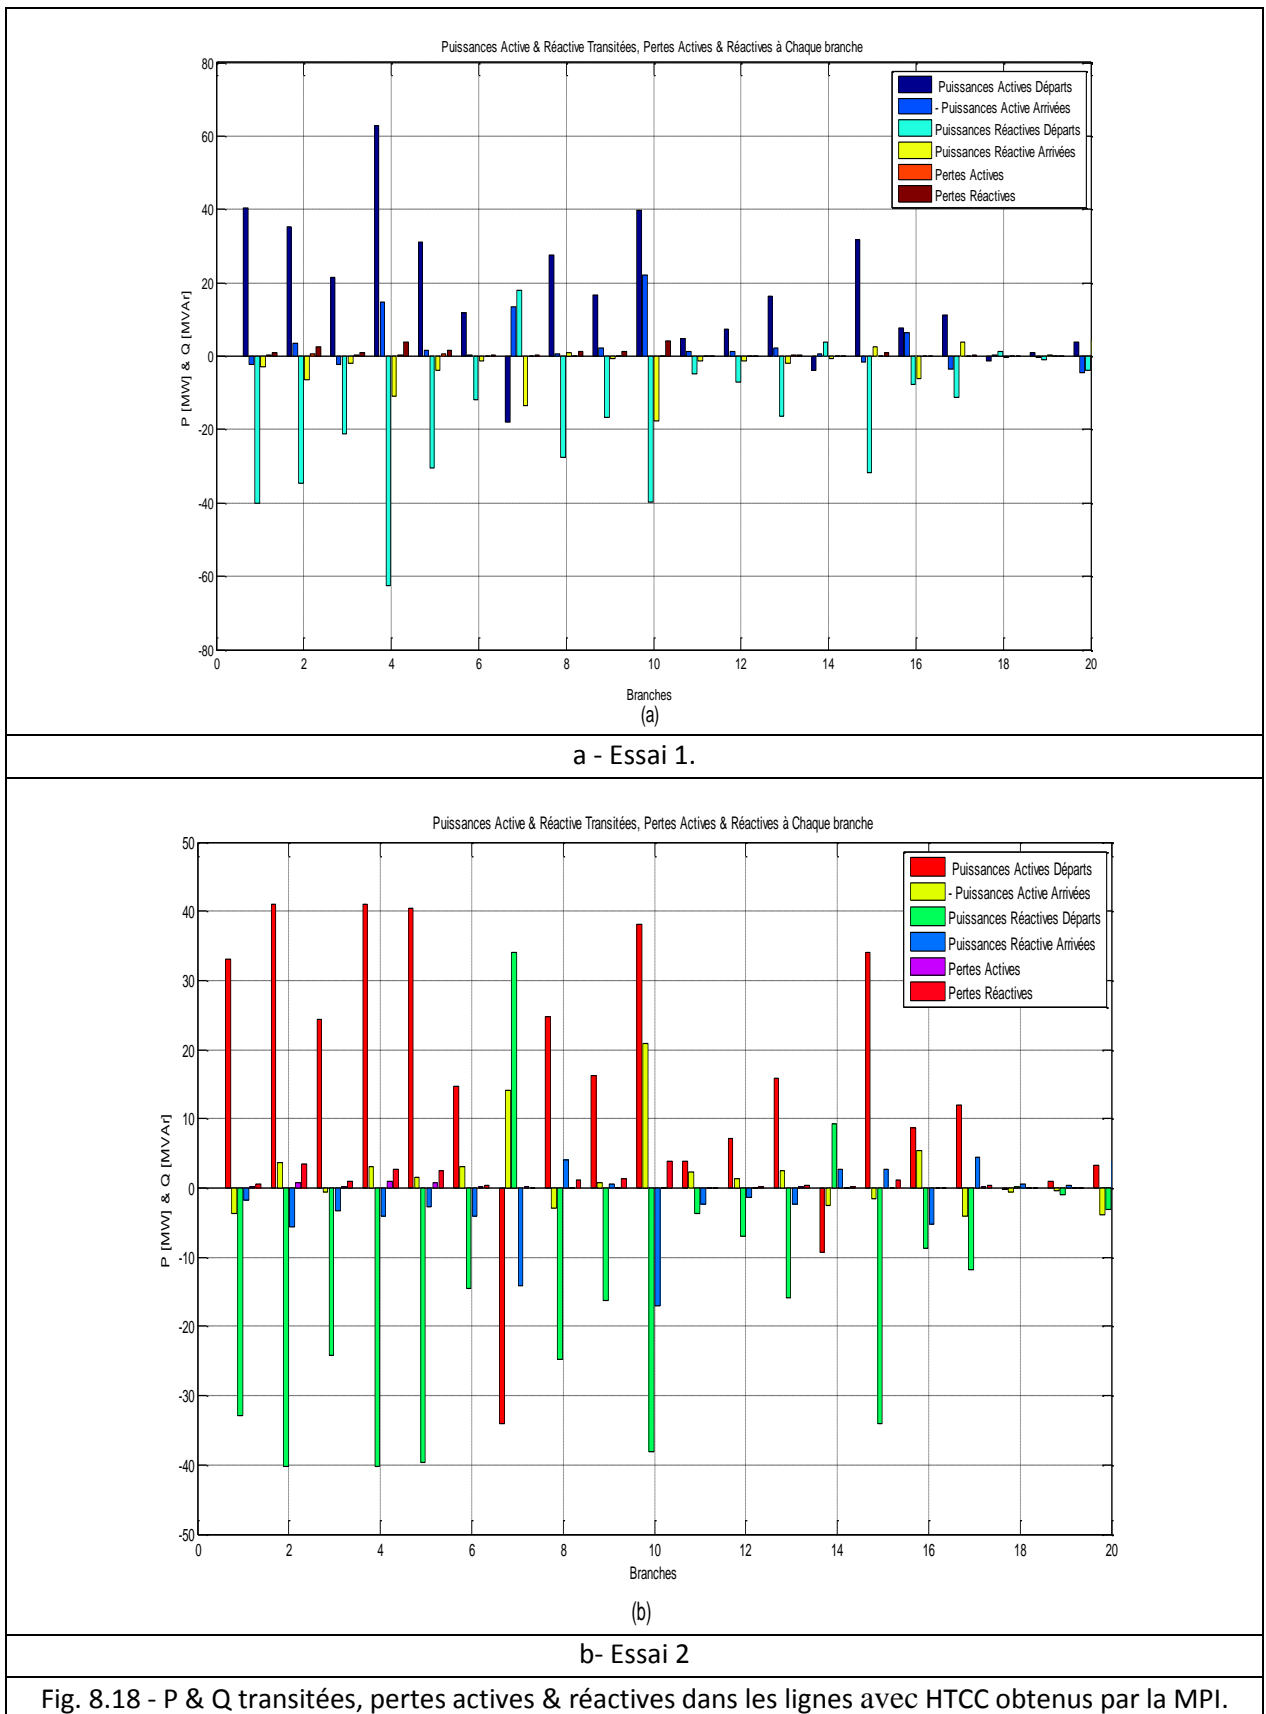 Puissances Active & Réactive Transitées, Pertes Actives & Réactives à Chaque branche
80
60
40
20
0
-20
-40
-60
-80
P [MW] & Q [MVAr]
Puissances Actives Départs
- Puissances Active Arrivées
Puissances Réactives Départs
Puissances Réactive Arrivées
Pertes Actives
Pertes Réactives
0 2 4 6 8 10 12 14 16 18 20
Branches
(a)
a - Essai 1.
Puissances Active & Réactive Transitées, Pertes Actives & Réactives à Chaque branche
50
40
30
20
10
0
-10
-20
-30
-40
-50
P [MW] & Q [MVAr]
Puissances Actives Départs
- Puissances Active Arrivées
Puissances Réactives Départs
Puissances Réactive Arrivées
Pertes Actives
Pertes Réactives
0 2 4 6 8 10 12 14 16 18 20
Branches
(b)
b- Essai 2
Fig. 8.18 - P & Q transitées, pertes actives & réactives dans les lignes avec HTCC obtenus par la MPI.